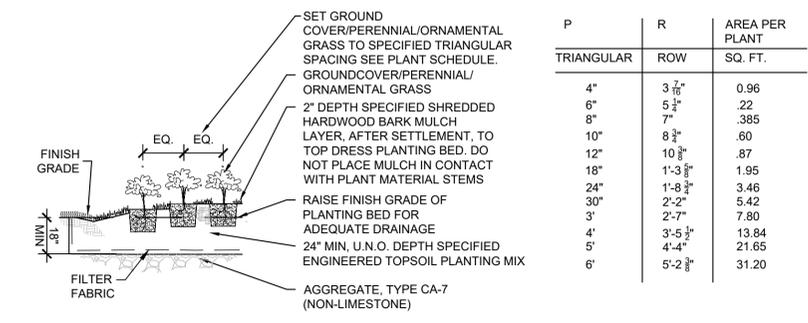 SET GROUND
COVER/PERENNIAL/ORNAMENTAL
GRASS TO SPECIFIED TRIANGULAR
SPACING SEE PLANT SCHEDULE.
GROUNDCOVER/PERENNIAL/
ORNAMENTAL GRASS
2" DEPTH SPECIFIED SHREDDED
HARDWOOD BARK MULCH
LAYER, AFTER SETTLEMENT, TO
TOP DRESS PLANTING BED. DO
NOT PLACE MULCH IN CONTACT
WITH PLANT MATERIAL STEMS
RAISE FINISH GRADE OF
PLANTING BED FOR
ADEQUATE DRAINAGE
24" MIN, U.N.O. DEPTH SPECIFIED
ENGINEERED TOPSOIL PLANTING MIX
AGGREGATE, TYPE CA-7
(NON-LIMESTONE)
EQ. EQ.
FINISH
GRADE
18"
MIN
FILTER
FABRIC
P R AREA PER
PLANT
TRIANGULAR ROW SQ. FT.
4" 3 7/16" 0.96
6" 5 1/4" .22
8" 7" .385
10" 8 3/4" .60
12" 10 3/8" .87
18" 1'-3 5/8" 1.95
24" 1'-8 3/4" 3.46
30" 2'-2" 5.42
3' 2'-7" 7.80
4' 3'-5 1/2" 13.84
5' 4'-4" 21.65
6' 5'-2 3/8" 31.20